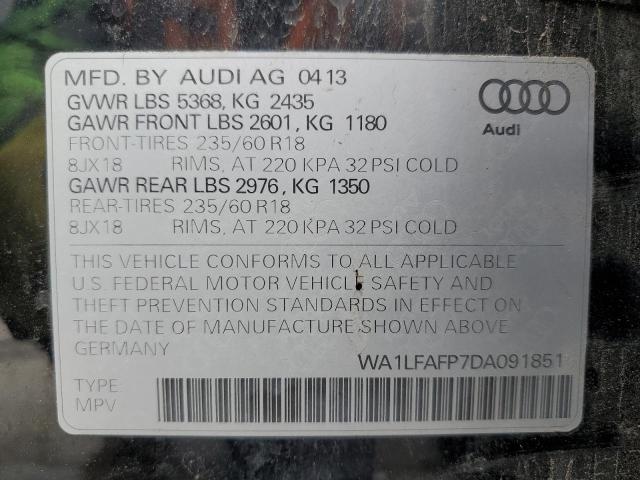 MFD. BY AUDI AG 0413
GVWR LBS 5368, KG 2435
GAWR FRONT LBS 2601, KG 1180
FRONT-TIRES 235/60 R18
8JX18 RIMS, AT 220 KPA 32 PSI COLD
GAWR REAR LBS 2976, KG 1350
REAR-TIRES 235/60 R18
8JX18 RIMS, AT 220 KPA 32 PSI COLD
Audi
THIS VEHICLE CONFORMS TO ALL APPLICABLE
U.S. FEDERAL MOTOR VEHICLE SAFETY AND
THEFT PREVENTION STANDARDS IN EFFECT ON
THE DATE OF MANUFACTURE SHOWN ABOVE
GERMANY
WA1LFAFP7DA091851
TYPE:
MPV